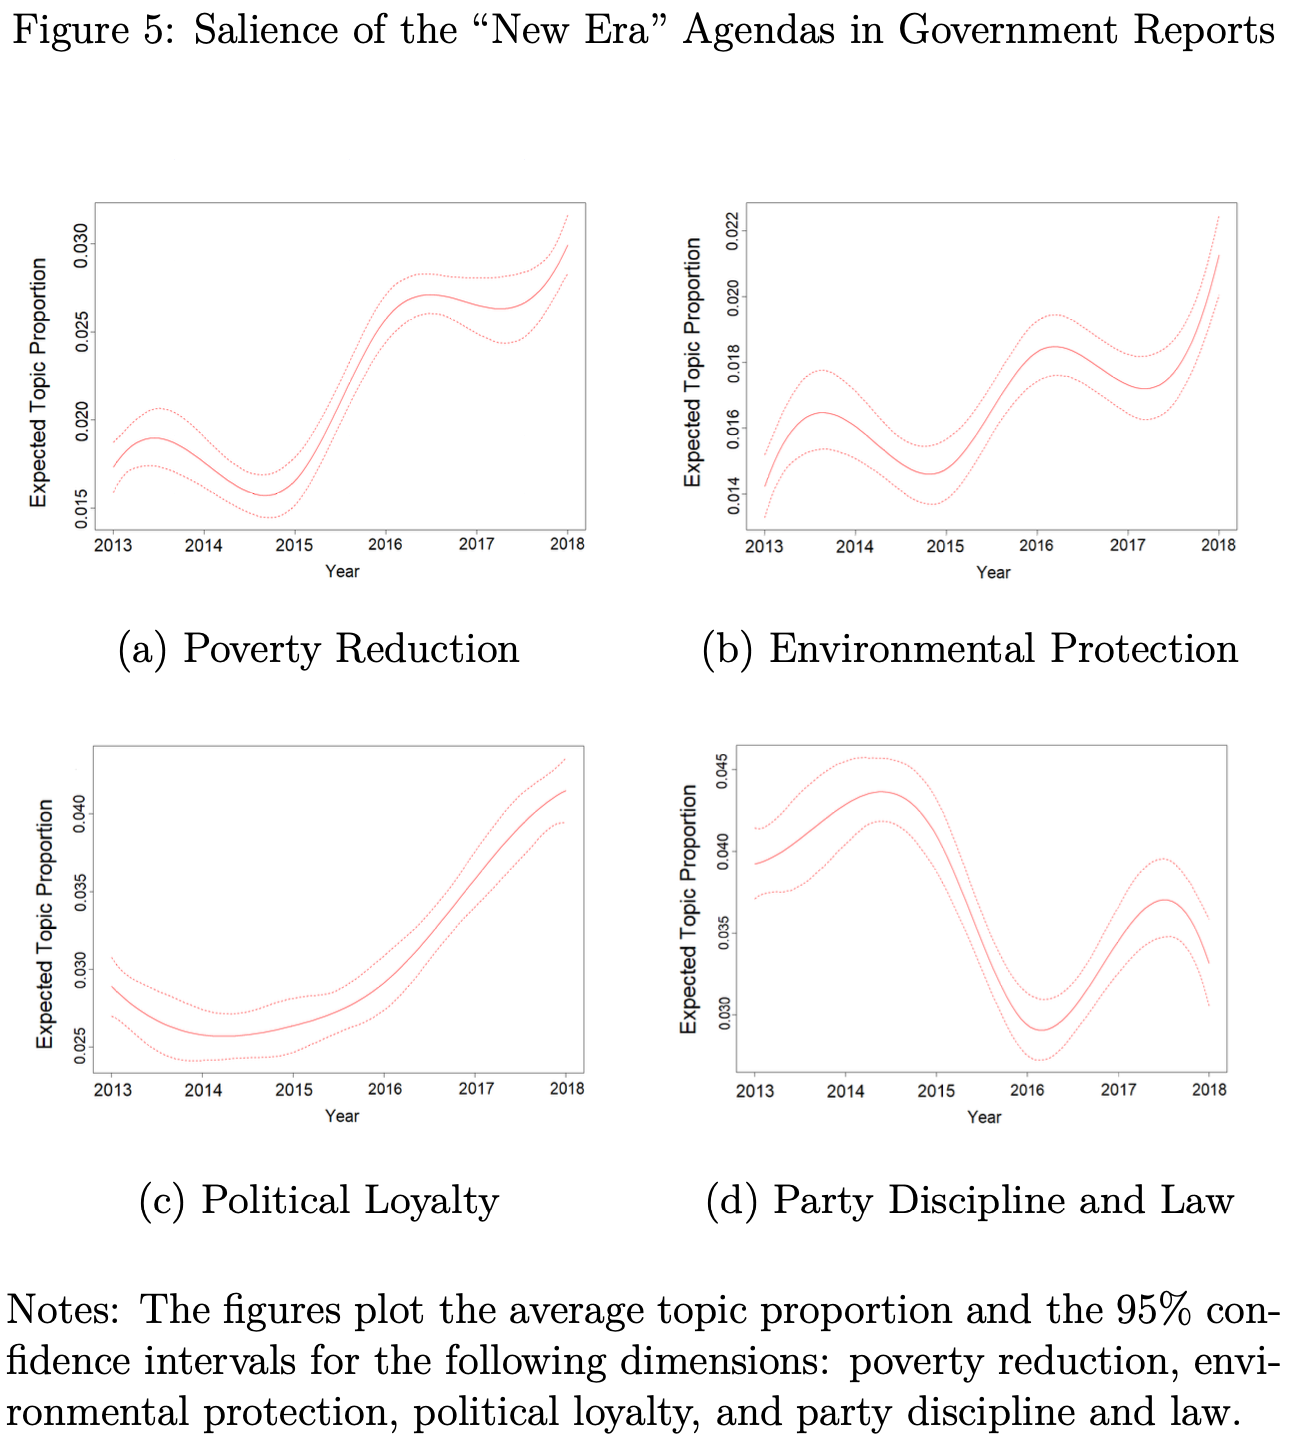 Figure 5: Salience of the “New Era” Agendas in Government Reports
Expected Topic Proportion
0.030
0.025
0.020
0.015
2013 2014 2015 2016 2017 2018
Year
(a) Poverty Reduction
Expected Topic Proportion
0.022
0.020
0.018
0.016
0.014
2013 2014 2015 2016 2017 2018
Year
(b) Environmental Protection
Expected Topic Proportion
0.040
0.035
0.030
0.025
2013 2014 2015 2016 2017 2018
Year
(c) Political Loyalty
Expected Topic Proportion
0.045
0.040
0.035
0.030
2013 2014 2015 2016 2017 2018
Year
(d) Party Discipline and Law
Notes: The figures plot the average topic proportion and the 95% con-
fidence intervals for the following dimensions: poverty reduction, envi-
ronmental protection, political loyalty, and party discipline and law.